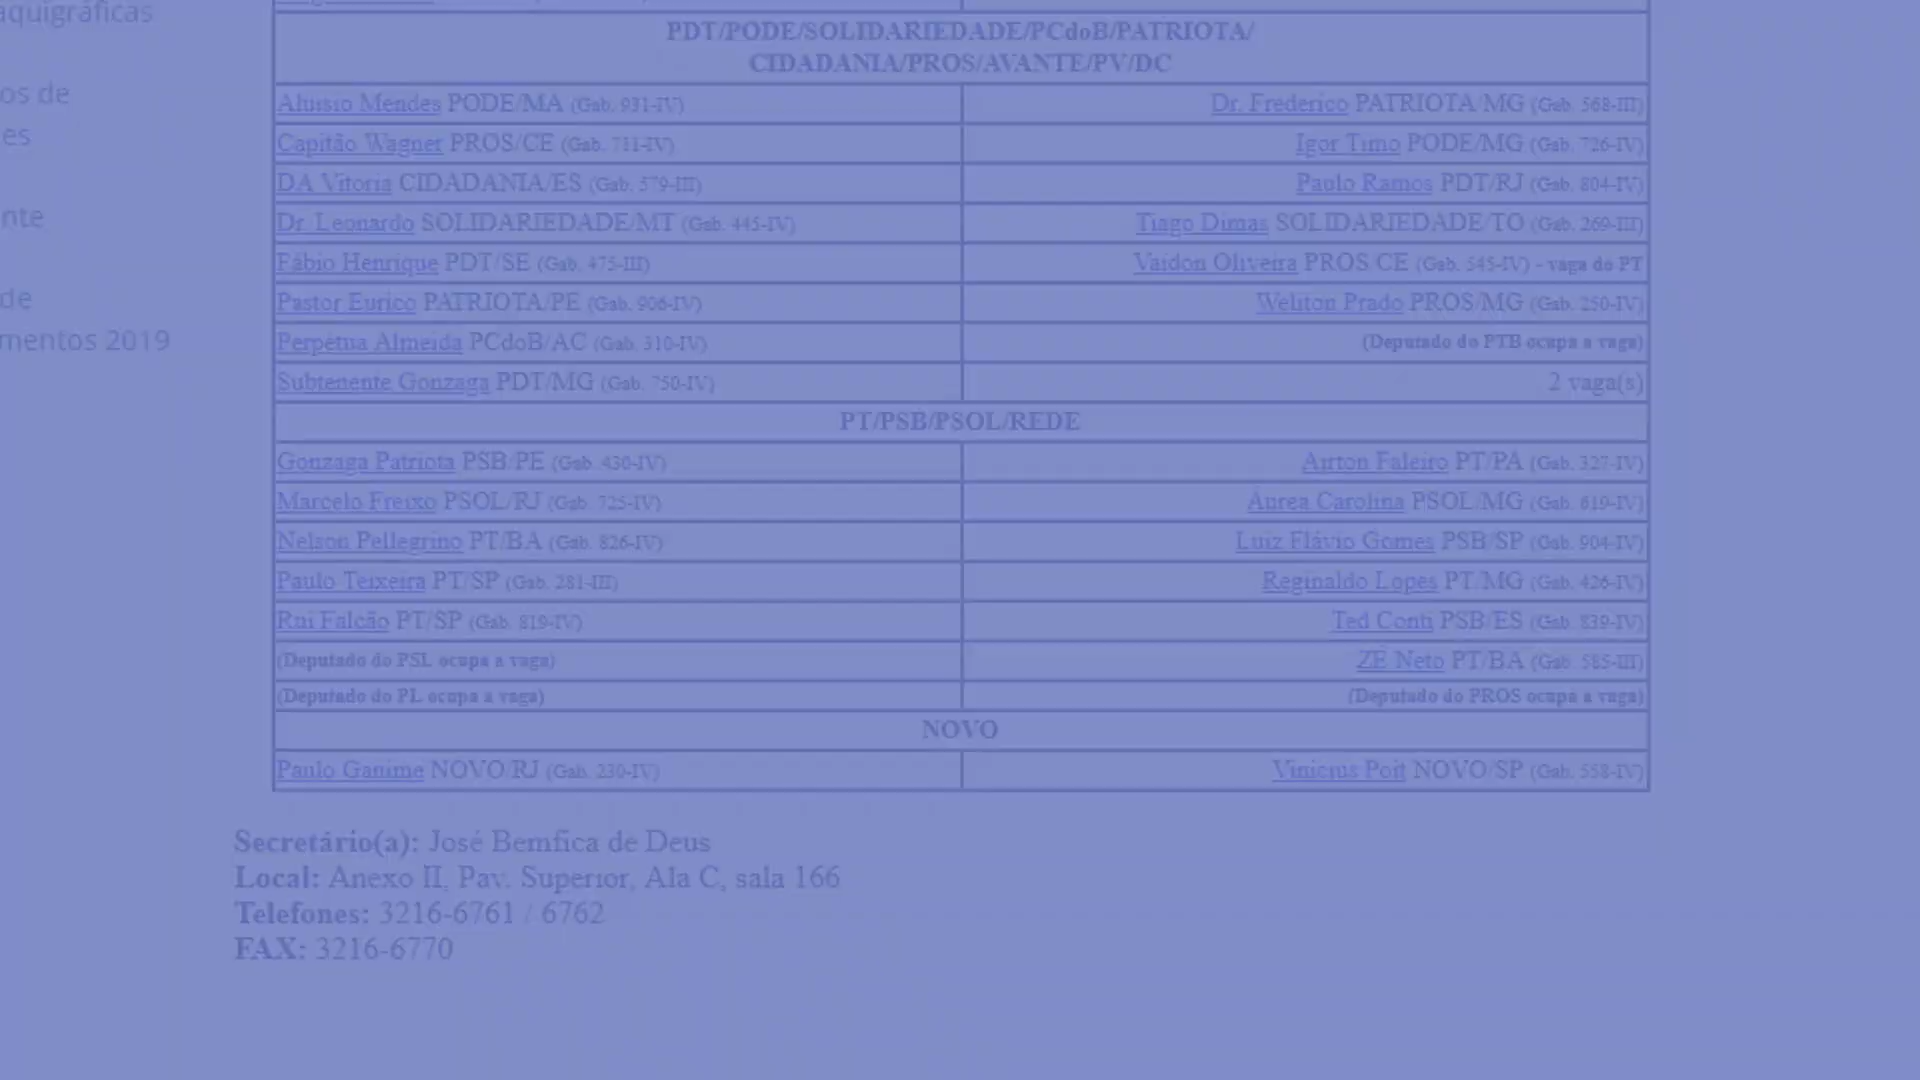 aquigráficas
os de
es
nte
de
mentos 2019
PDT/PODE/SOLIDARIEDADE/PCdoB/PATRIOTA/
CIDADANIA/PROS/AVANTE/PV/DC
Aluisio Mendes PODE/MA (Gab. 931-IV)
Dr. Frederico PATRIOTA/MG (Gab. 568-III)
Capitão Wagner PROS/CE (Gab. 711-IV)
Igor Timo PODE/MG (Gab. 726-IV)
DA Vitoria CIDADANIA/ES (Gab. 579-III)
Paulo Ramos PDT/RJ (Gab. 804-IV)
Dr. Leonardo SOLIDARIEDADE/MT (Gab. 445-IV)
Tiago Dimas SOLIDARIEDADE/TO (Gab. 269-III)
Fábio Henrique PDT/SE (Gab. 475-III)
Vaidon Oliveira PROS/CE (Gab. 545-IV) - vaga do PT
Pastor Eurico PATRIOTA/PE (Gab. 906-IV)
Weliton Prado PROS/MG (Gab. 250-IV)
Perpétua Almeida PCdoB/AC (Gab. 310-IV)
(Deputado do PTB ocupa a vaga)
Subtenente Gonzaga PDT/MG (Gab. 750-IV)
2 vaga(s)
PT/PSB/PSOL/REDE
Gonzaga Patriota PSB/PE (Gab. 430-IV)
Airton Faleiro PT/PA (Gab. 327-IV)
Marcelo Freixo PSOL/RJ (Gab. 725-IV)
Áurea Carolina PSOL/MG (Gab. 619-IV)
Nelson Pellegrino PT/BA (Gab. 826-IV)
Luiz Flávio Gomes PSB/SP (Gab. 904-IV)
Paulo Teixeira PT/SP (Gab. 281-III)
Reginaldo Lopes PT/MG (Gab. 426-IV)
Rui Falcão PT/SP (Gab. 819-IV)
Ted Conti PSB/ES (Gab. 839-IV)
(Deputado do PSL ocupa a vaga)
Zé Neto PT/BA (Gab. 585-III)
(Deputado do PL ocupa a vaga)
(Deputado do PROS ocupa a vaga)
NOVO
Paulo Ganime NOVO/RJ (Gab. 230-IV)
Vinicius Poit NOVO/SP (Gab. 558-IV)
Secretário(a): José Bemfica de Deus
Local: Anexo II, Pav. Superior, Ala C, sala 166
Telefones: 3216-6761 / 6762
FAX: 3216-6770